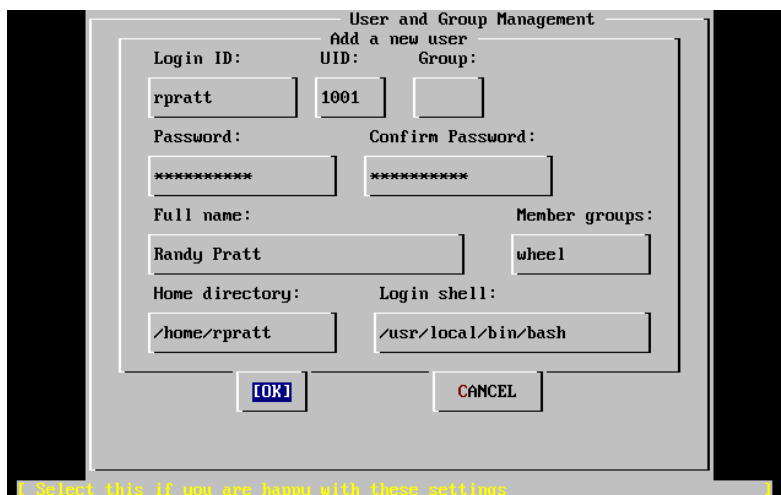 User and Group Management
Add a new user
Login ID: UID: Group:
rpratt 1001
Password: Confirm Password:
********** **********
Full name: Member groups:
Randy Pratt wheel
Home directory: Login shell:
/home/rpratt /usr/local/bin/bash
[OK] CANCEL
[ Select this if you are happy with these settings ]